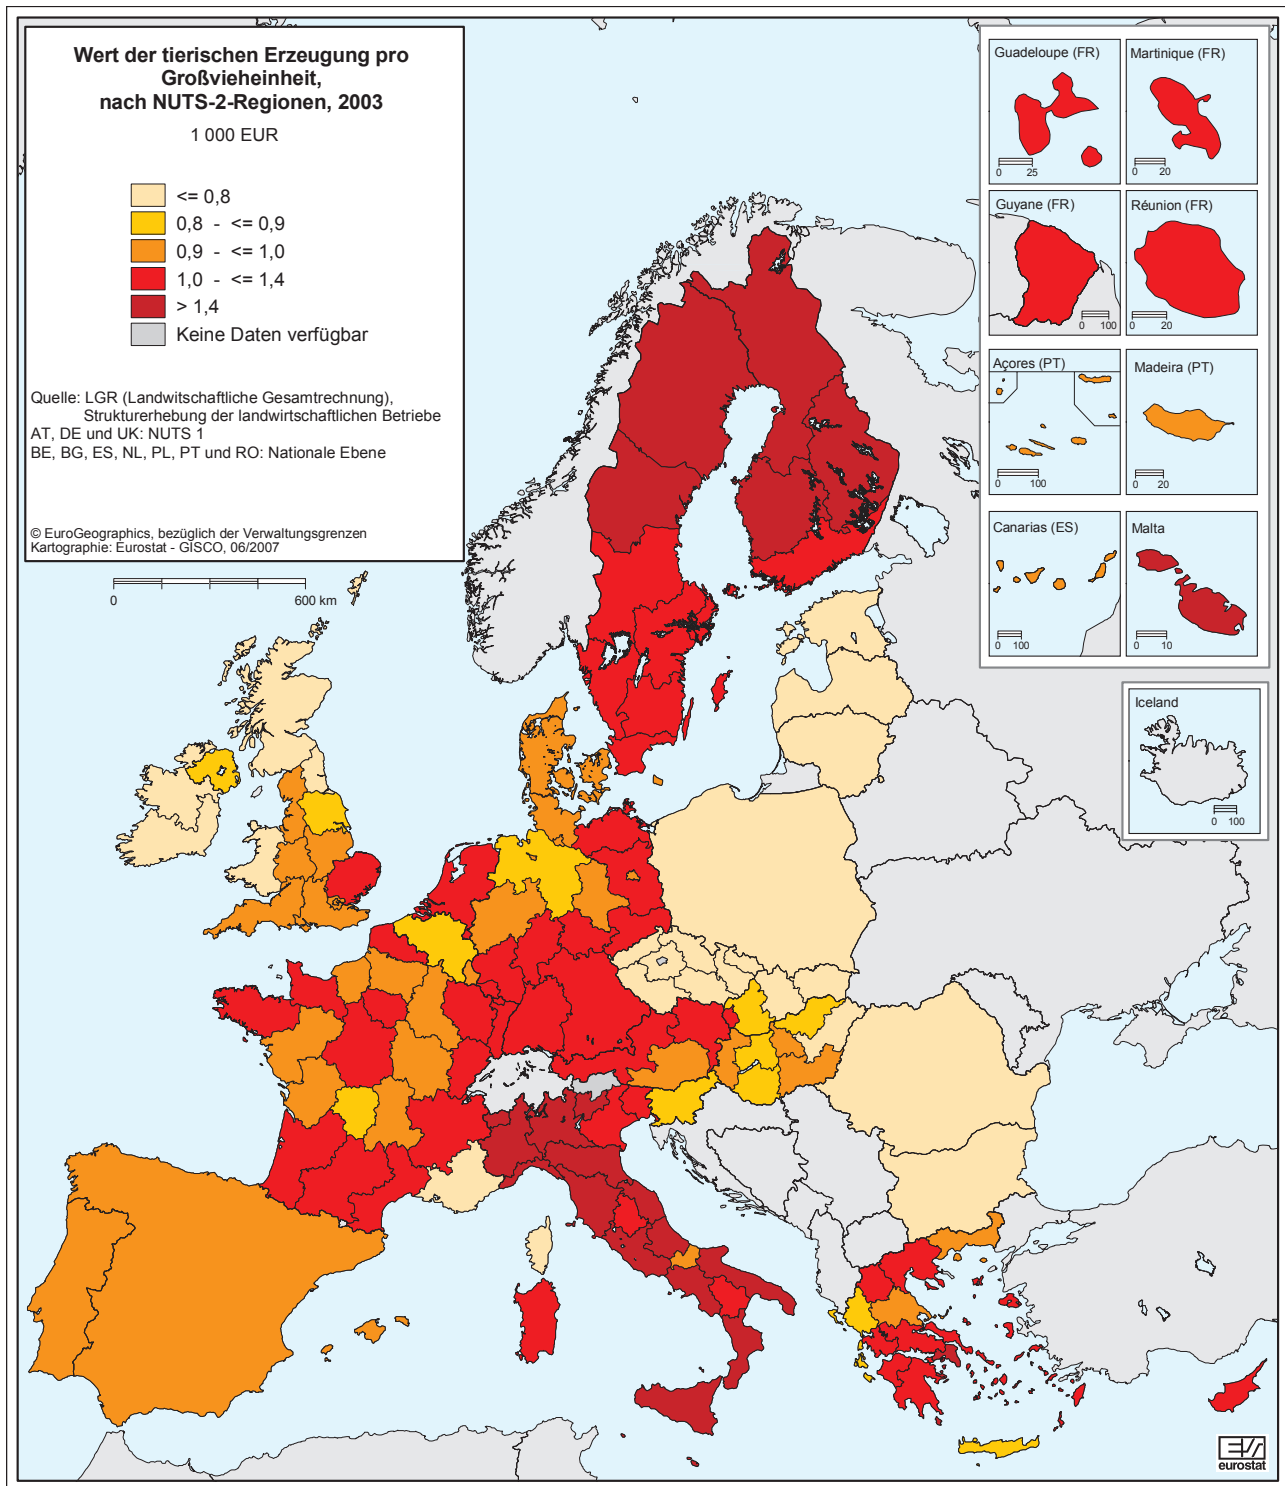 Wert der tierischen Erzeugung pro
Großvieheinheit,
nach NUTS-2-Regionen, 2003
1 000 EUR
<= 0,8
0,8 - <= 0,9
0,9 - <= 1,0
1,0 - <= 1,4
> 1,4
Keine Daten verfügbar
Quelle: LGR (Landwitschaftliche Gesamtrechnung),
Strukturerhebung der landwirtschaftlichen Betriebe
AT, DE und UK: NUTS 1
BE, BG, ES, NL, PL, PT und RO: Nationale Ebene
© EuroGeographics, bezüglich der Verwaltungsgrenzen
Kartographie: Eurostat - GISCO, 06/2007
0 600 km
Guadeloupe (FR)
0 25
Martinique (FR)
0 20
Guyane (FR)
0 100
Réunion (FR)
0 20
Açores (PT)
0 100
Madeira (PT)
0 20
Canarias (ES)
0 100
Malta
0 10
Iceland
0 100
eurostat